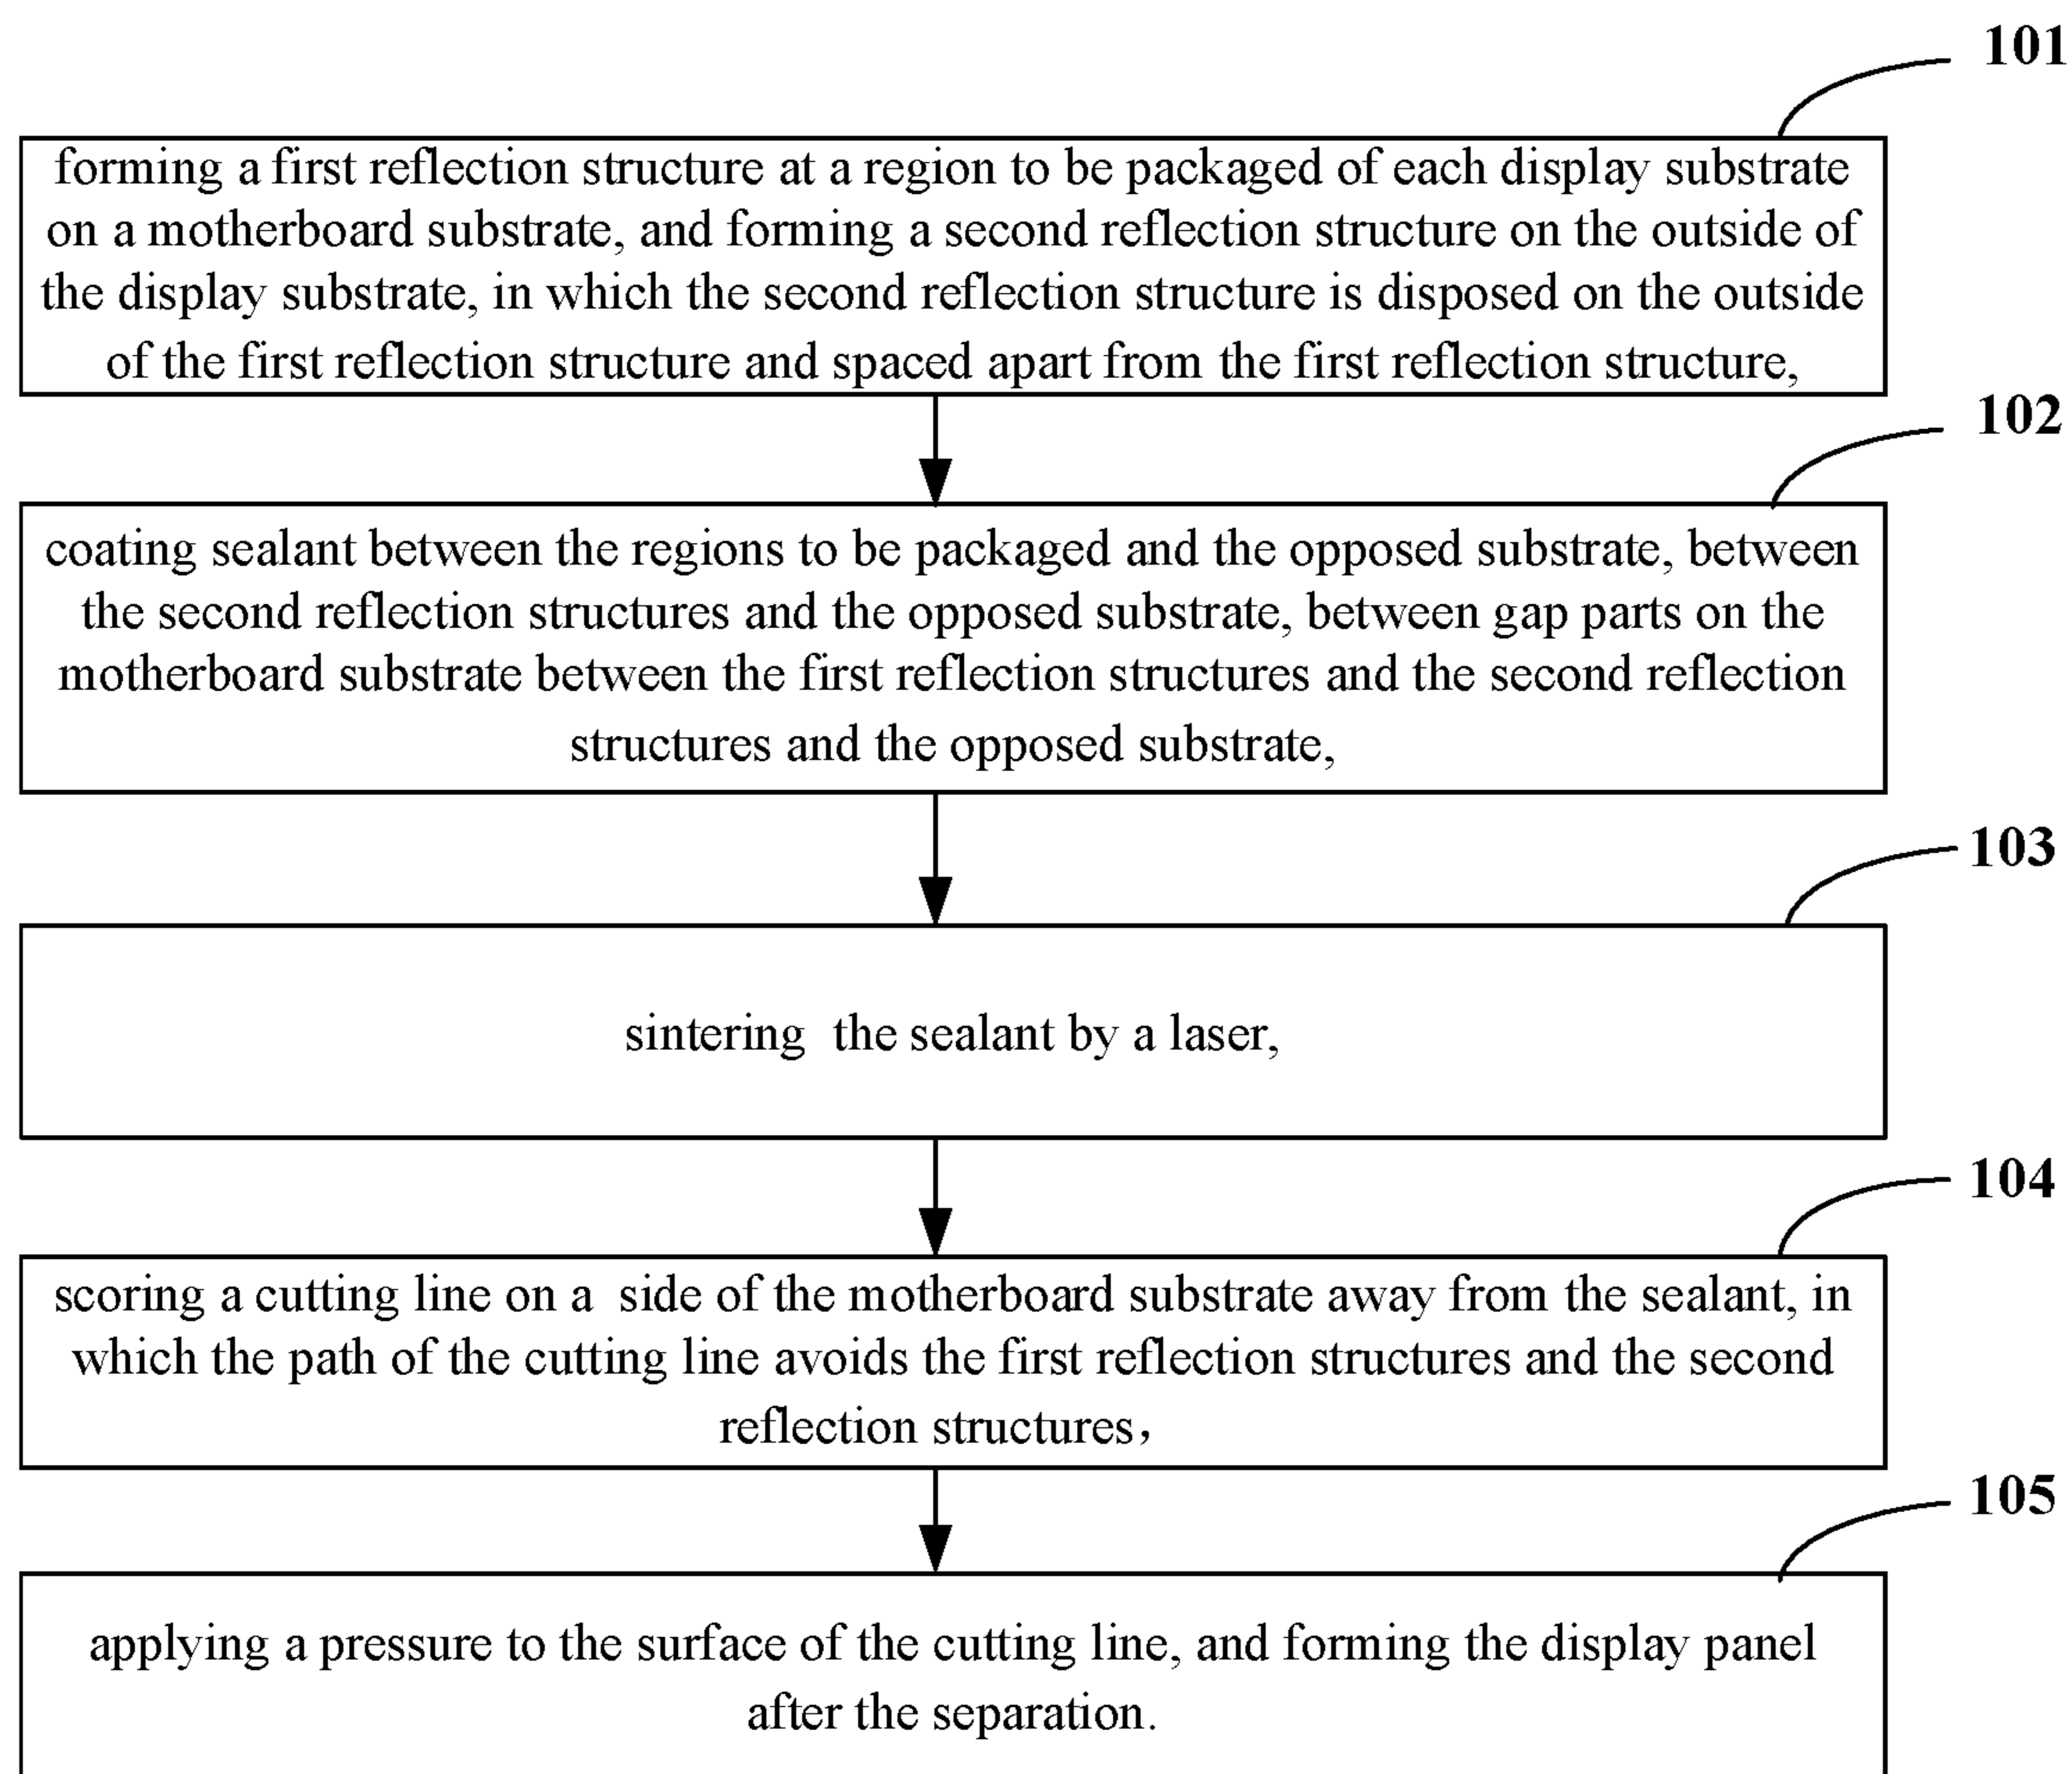 101
forming a first reflection structure at a region to be packaged of each display substrate
on a motherboard substrate, and forming a second reflection structure on the outside of
the display substrate, in which the second reflection structure is disposed on the outside
of the first reflection structure and spaced apart from the first reflection structure,
102
coating sealant between the regions to be packaged and the opposed substrate, between
the second reflection structures and the opposed substrate, between gap parts on the
motherboard substrate between the first reflection structures and the second reflection
structures and the opposed substrate,
103
sintering the sealant by a laser,
104
scoring a cutting line on a side of the motherboard substrate away from the sealant, in
which the path of the cutting line avoids the first reflection structures and the second
reflection structures,
105
applying a pressure to the surface of the cutting line, and forming the display panel
after the separation.